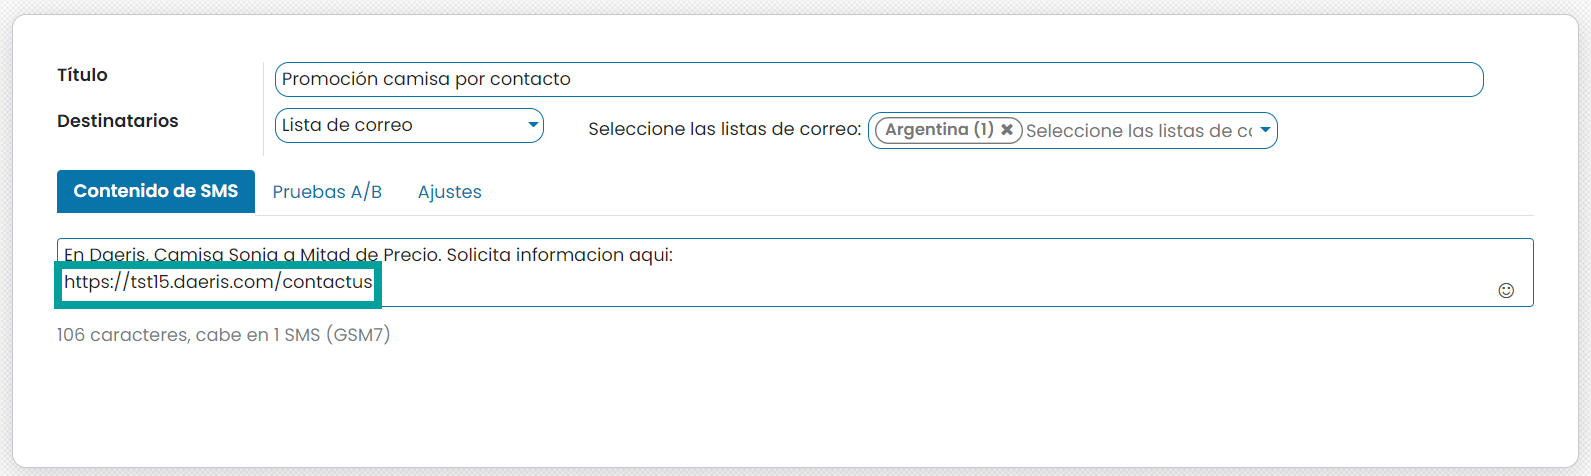 Título
Promoción camisa por contacto
Destinatarios
Lista de correo
Seleccione las listas de correo:
Argentina (1) ✖ Seleccione las listas de cc
Contenido de SMS
Pruebas A/B
Ajustes
En Daeris, Camisa Sonia a Mitad de Precio. Solicita informacion aqui:
https://tst15.daeris.com/contactus
106 caracteres, cabe en 1 SMS (GSM7)